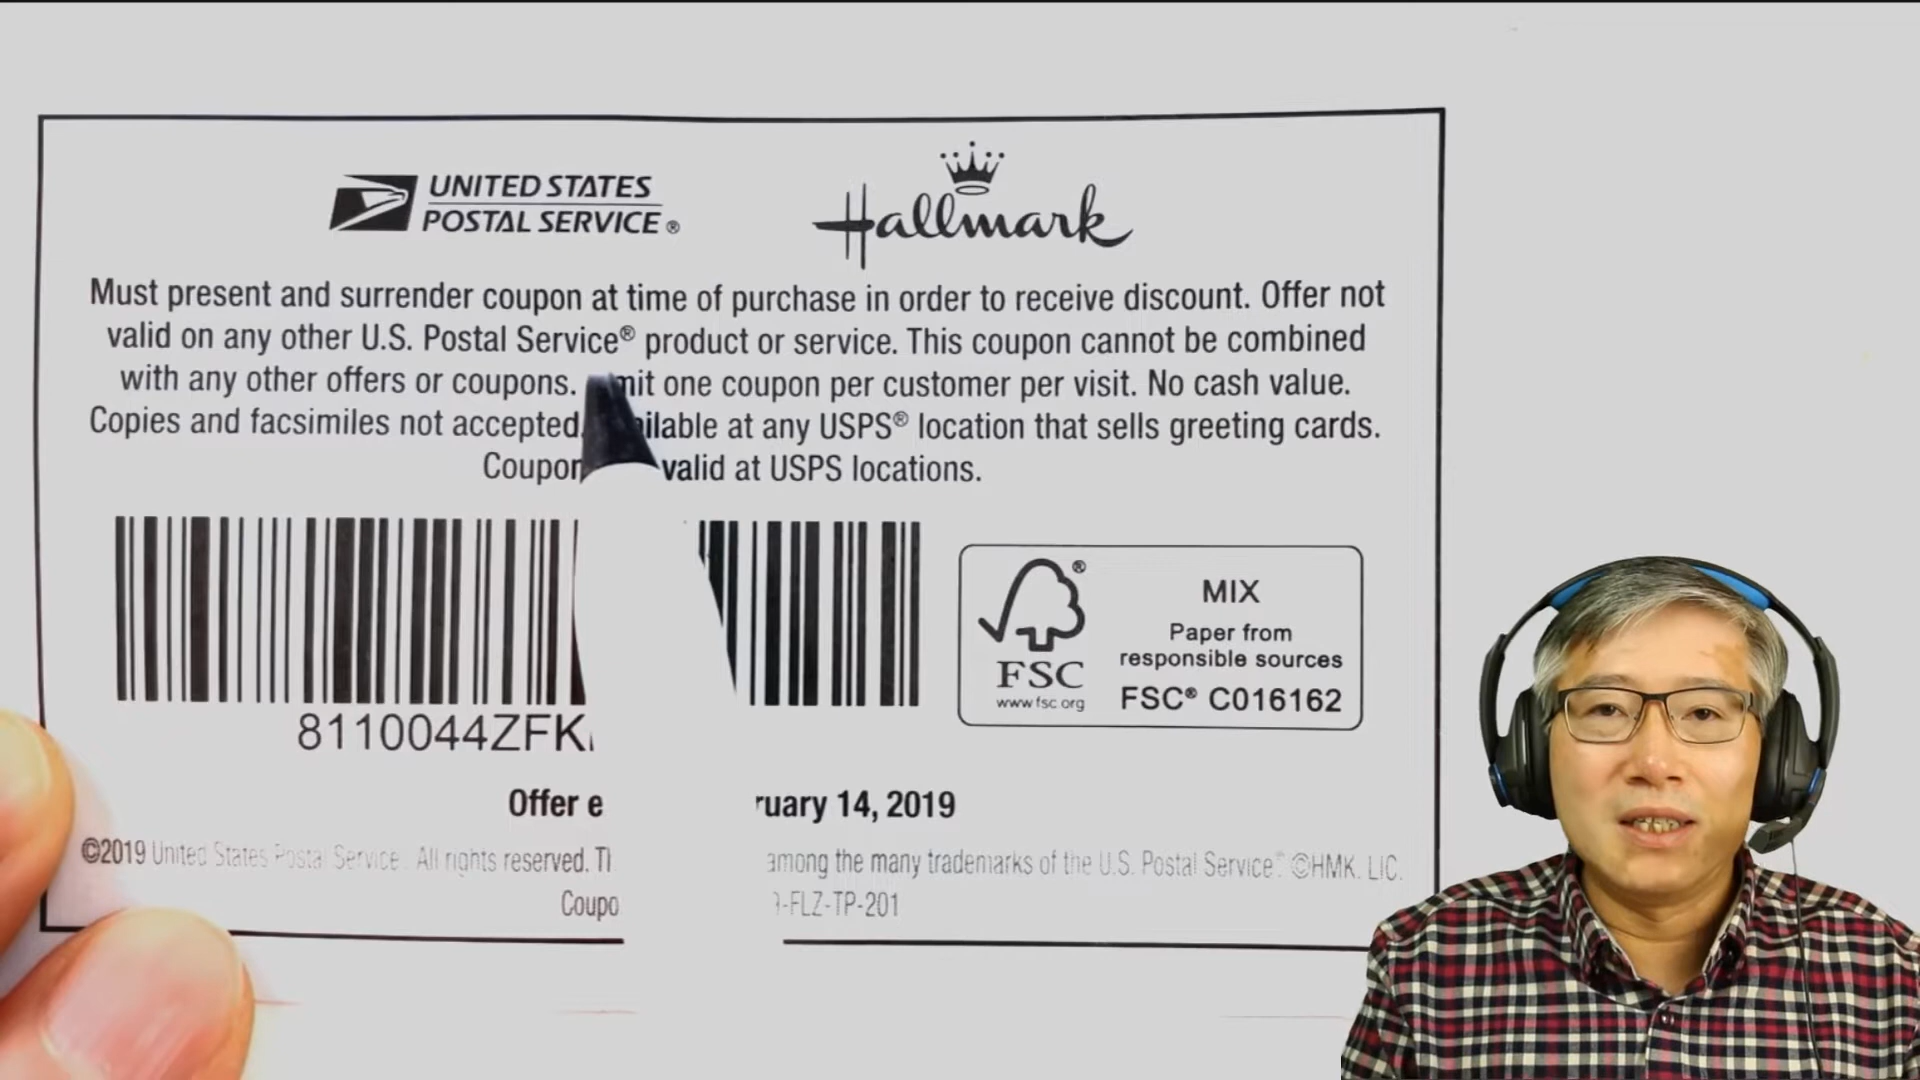 UNITED STATES
POSTAL SERVICE®
Hallmark
Must present and surrender coupon at time of purchase in order to receive discount. Offer not
valid on any other U.S. Postal Service® product or service. This coupon cannot be combined
with any other offers or coupons. one coupon per customer per visit. No cash value.
Copies and facsimiles not accepted at any USPS® location that sells greeting cards.
Coupon valid at USPS locations.
8110044ZFK
FSC
®
www.fsc.org
MIX
Paper from
responsible sources
FSC® C016162
Offer 14, 2019
©2019 United States Postal Service. All rights reserved. among the many trademarks of the U.S. Postal Service.® ©HMK. LIC.
-FLZ-TP-201